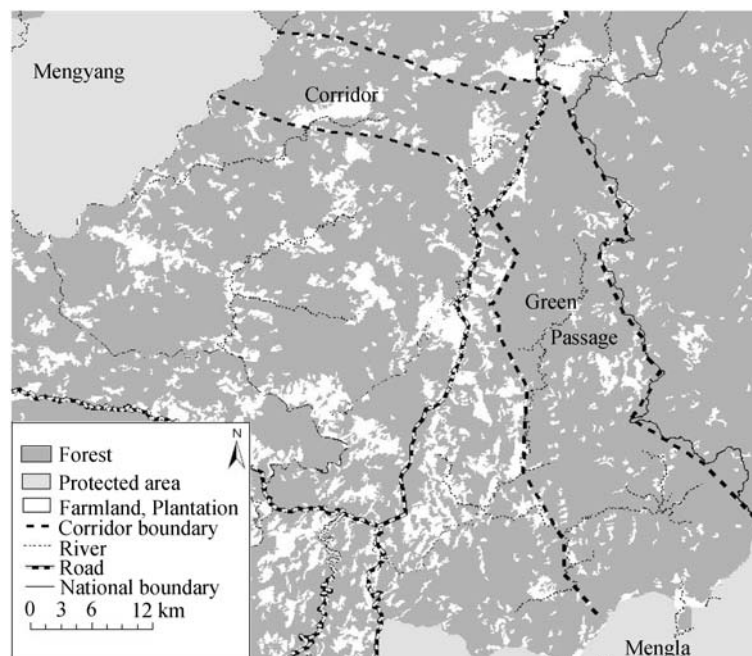 Mengyang
Corridor
Green
Passage
N
Forest
Protected area
Farmland, Plantation
Corridor boundary
River
Road
National boundary
0 3 6 12 km
Mengla